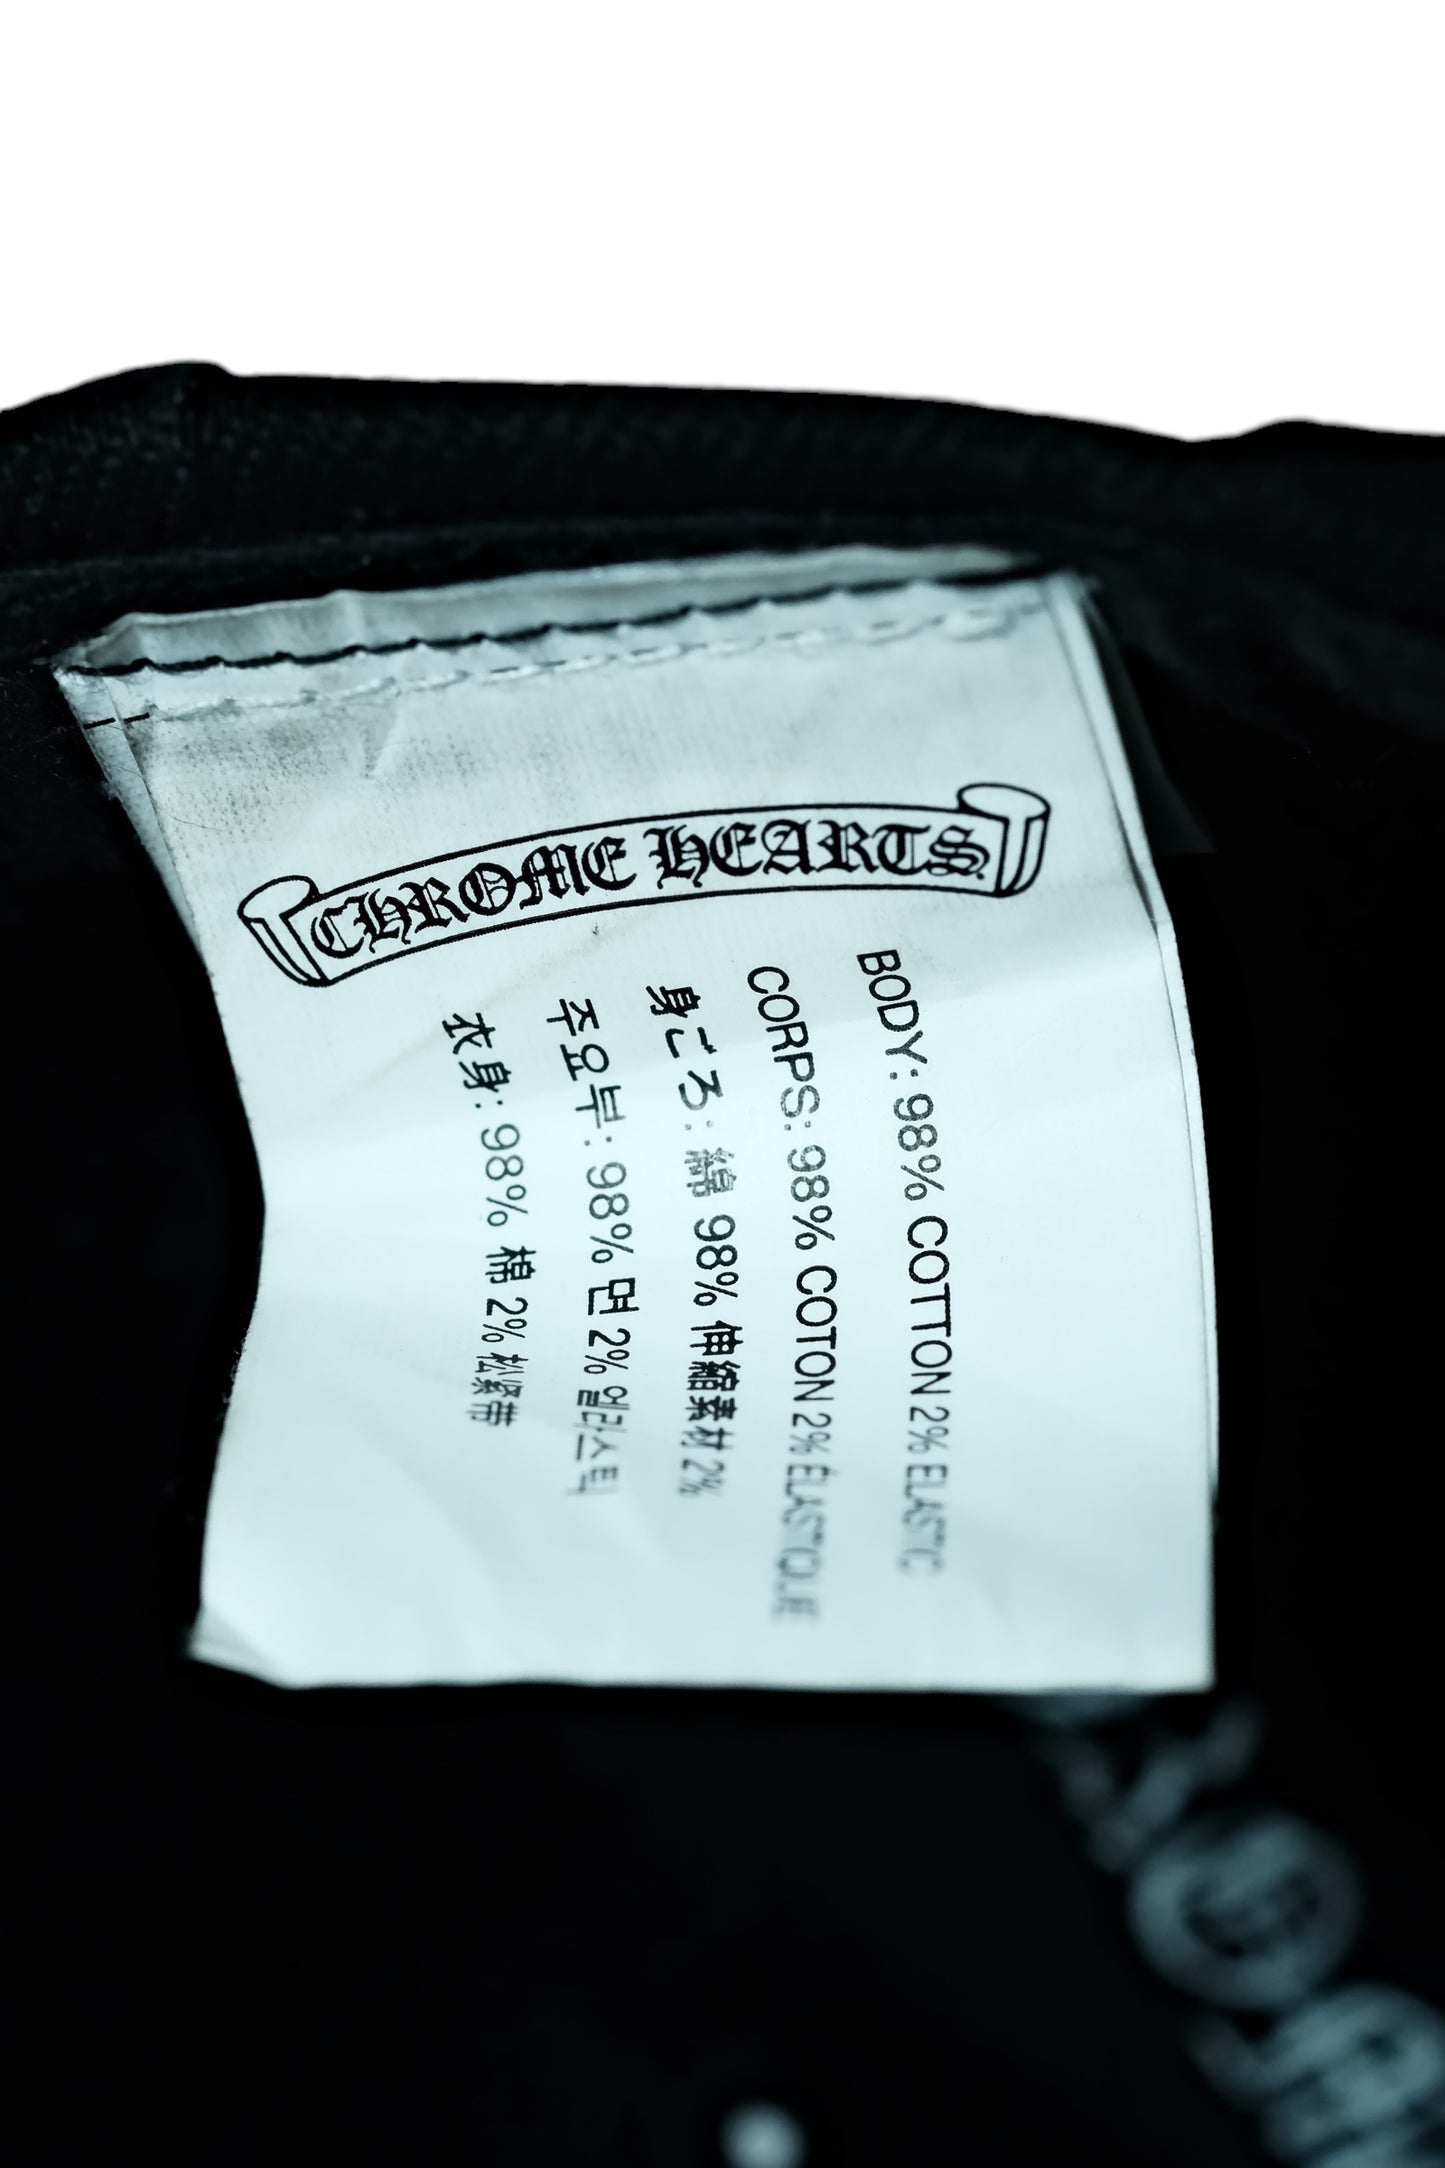 CHROME HEARTS
BODY: 98% COTTON 2% ELASTIC
CORPS: 98% COTON 2% ÉLASTIQUE
身ごろ: 綿 98% 伸縮素材 2%
주요부: 98% 면 2% 엘라스틱
衣身: 98% 棉 2% 松紧带